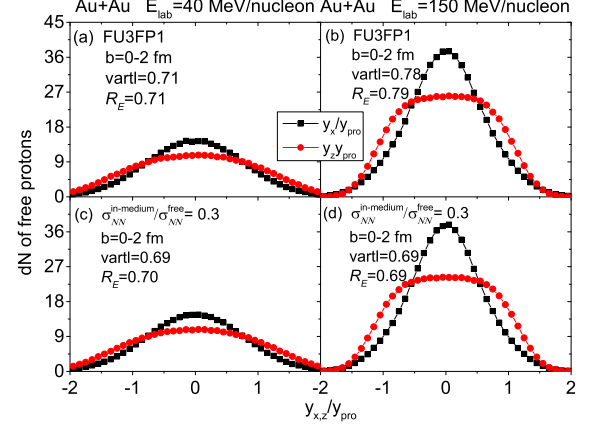 Au+Au E_lab=40 MeV/nucleon Au+Au E_lab=150 MeV/nucleon
45
36
27
18
9
0
36
27
18
9
0
dN of free protons
(a) FU3FP1
b=0-2 fm
vartl=0.71
R_E=0.71
(b) FU3FP1
b=0-2 fm
vartl=0.78
R_E=0.79
y_x/y_pro
y_z y_pro
(c) σ_NN^in-medium/σ_NN^free= 0.3
b=0-2 fm
vartl=0.69
R_E=0.70
(d) σ_NN^in-medium/σ_NN^free= 0.3
b=0-2 fm
vartl=0.69
R_E=0.69
-2 -1 0 1 -2 -1 0 1 2
y_x,z/y_pro